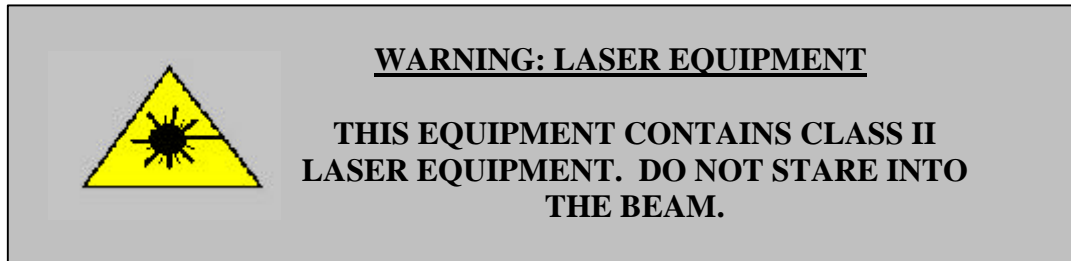 WARNING: LASER EQUIPMENT
THIS EQUIPMENT CONTAINS CLASS II
LASER EQUIPMENT.  DO NOT STARE INTO
THE BEAM.